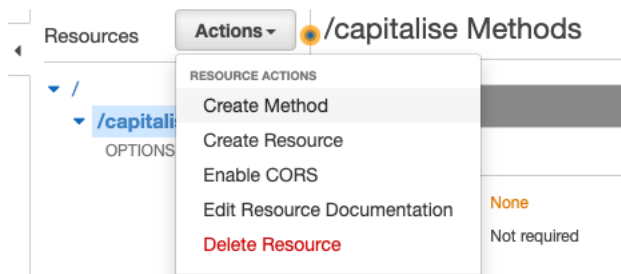 Resources
Actions
/capitalise Methods
RESOURCE ACTIONS
/
Create Method
/capitali
Create Resource
OPTIONS
Enable CORS
Edit Resource Documentation
None
Delete Resource
Not required